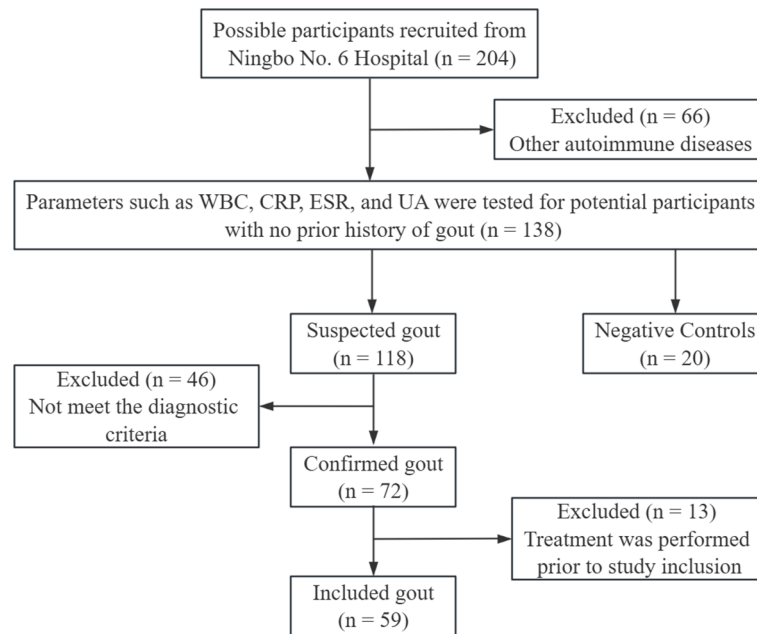 Possible participants recruited from
Ningbo No. 6 Hospital (n = 204)
Excluded (n = 66)
Other autoimmune diseases
Parameters such as WBC, CRP, ESR, and UA were tested for potential participants
with no prior history of gout (n = 138)
Suspected gout
(n = 118)
Negative Controls
(n = 20)
Excluded (n = 46)
Not meet the diagnostic
criteria
Confirmed gout
(n = 72)
Excluded (n = 13)
Treatment was performed
prior to study inclusion
Included gout
(n = 59)